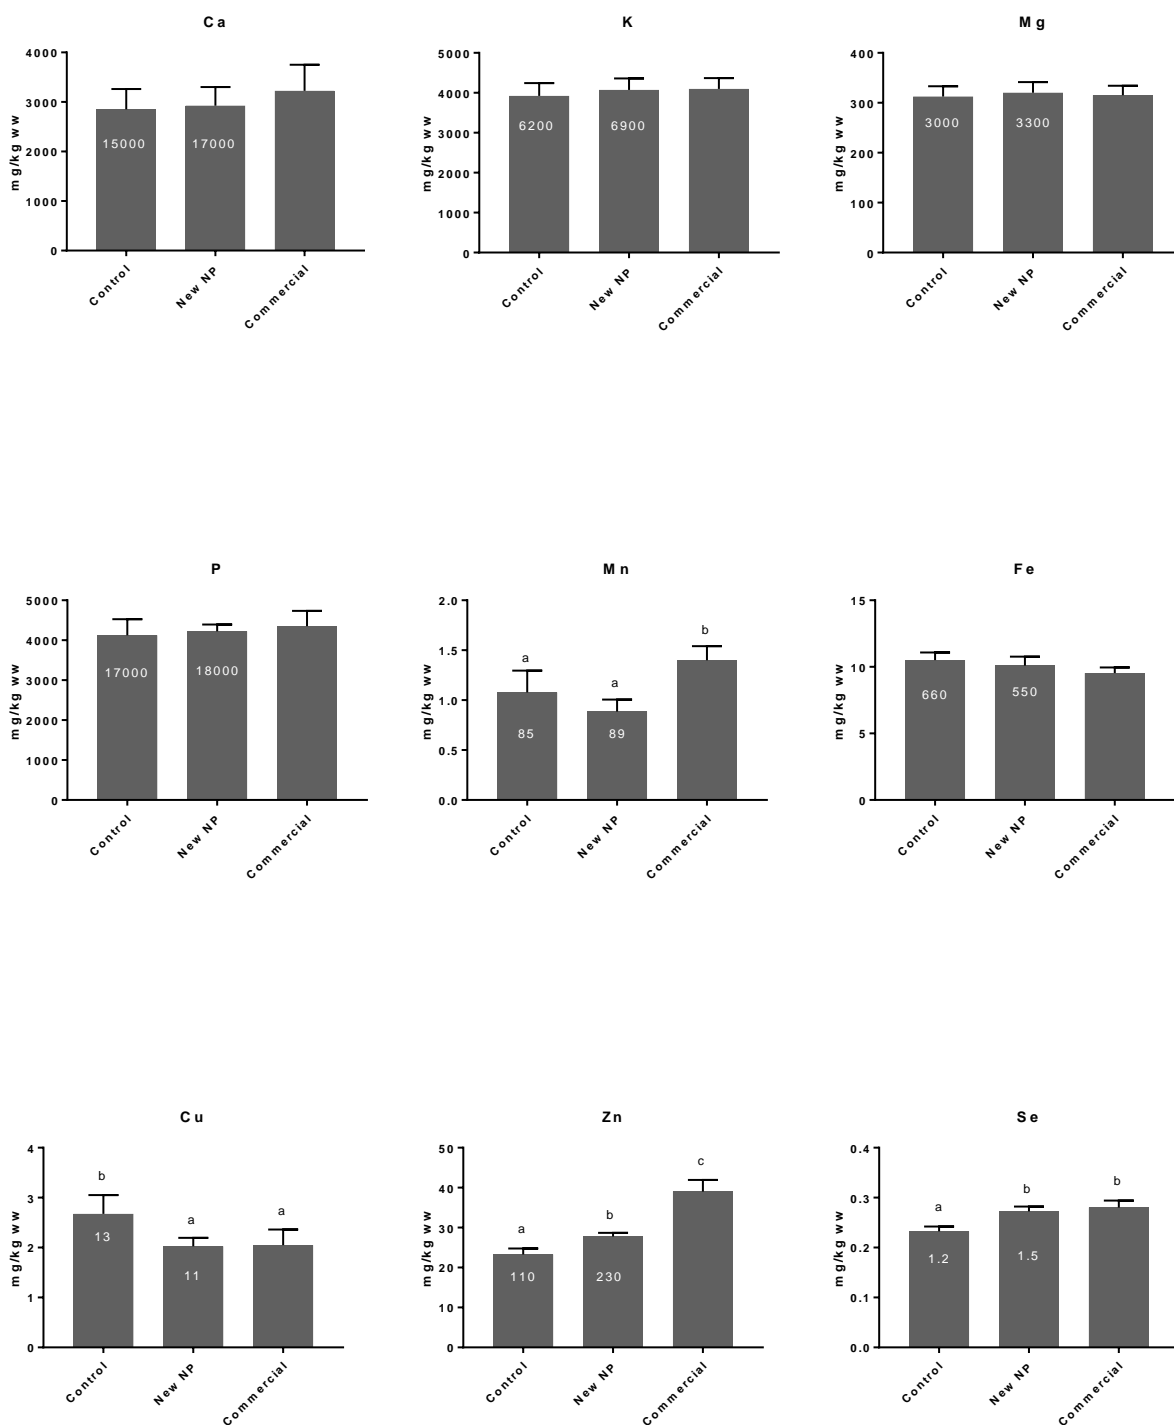 Ca
K
Mg
4000
3000
2000
1000
0
mg/kg ww
15000
17000
Control
New NP
Commercial
5000
4000
3000
2000
1000
0
mg/kg ww
6200
6900
Control
New NP
Commercial
400
300
200
100
0
mg/kg ww
3000
3300
Control
New NP
Commercial
P
Mn
Fe
5000
4000
3000
2000
1000
0
mg/kg ww
17000
18000
Control
New NP
Commercial
2.0
1.5
1.0
0.5
0.0
mg/kg ww
a
a
b
85
89
Control
New NP
Commercial
15
10
5
0
mg/kg ww
660
550
Control
New NP
Commercial
Cu
Zn
Se
4
3
2
1
0
mg/kg ww
b
a
a
13
11
Control
New NP
Commercial
50
40
30
20
10
0
mg/kg ww
a
b
c
110
230
Control
New NP
Commercial
0.4
0.3
0.2
0.1
0.0
mg/kg ww
a
b
b
1.2
1.5
Control
New NP
Commercial